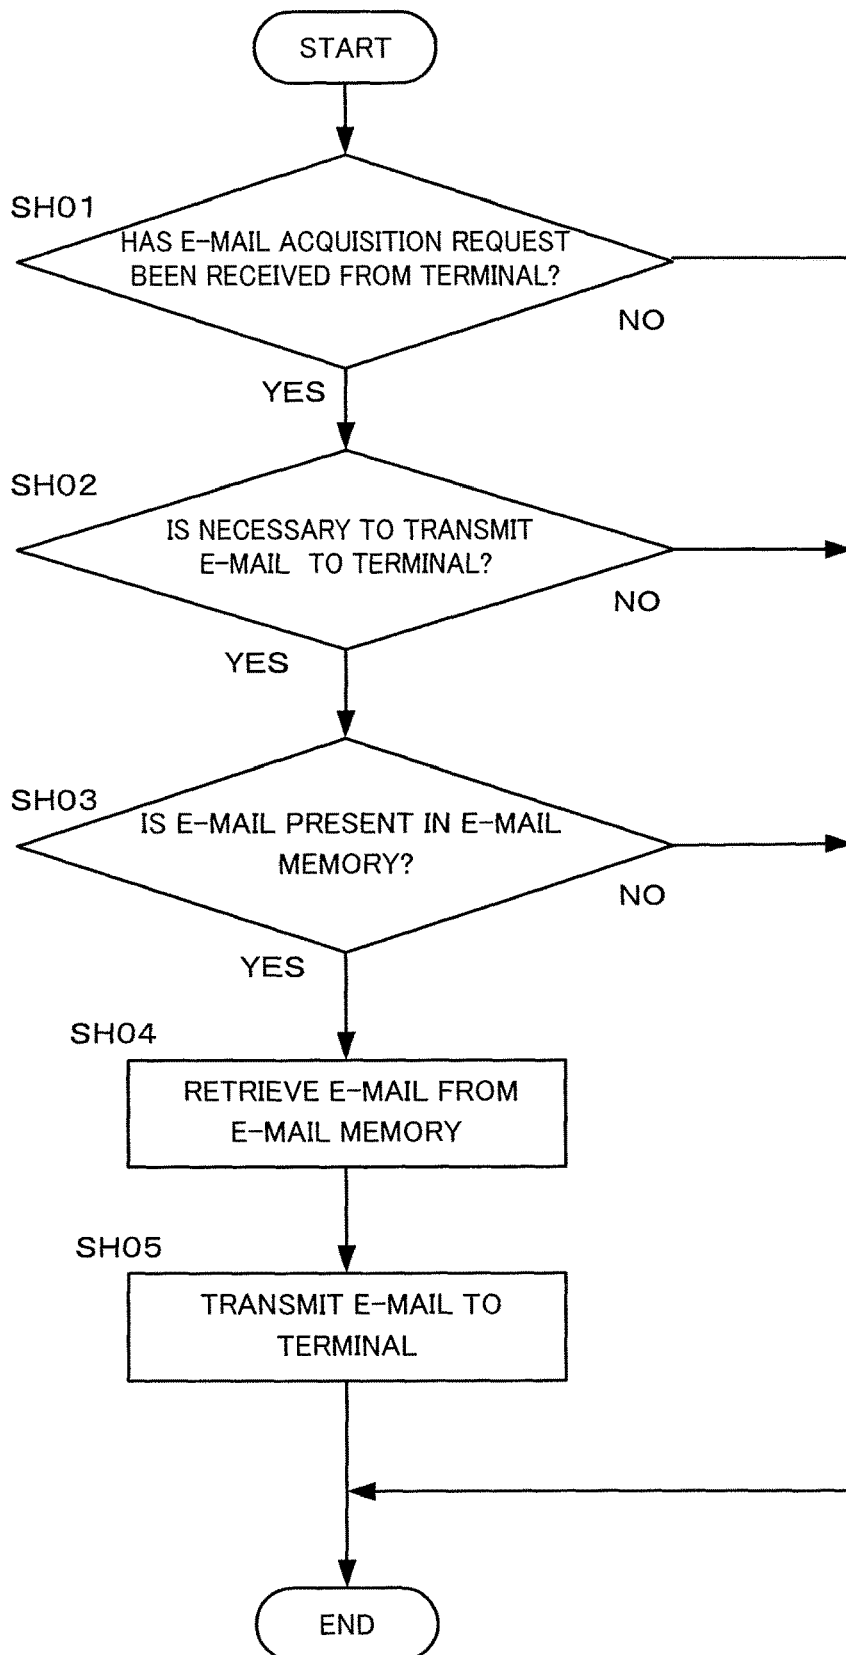 START
SH01
HAS E-MAIL ACQUISITION REQUEST
BEEN RECEIVED FROM TERMINAL?
NO
YES
SH02
IS NECESSARY TO TRANSMIT
E-MAIL TO TERMINAL?
NO
YES
SH03
IS E-MAIL PRESENT IN E-MAIL
MEMORY?
NO
YES
SH04
RETRIEVE E-MAIL FROM
E-MAIL MEMORY
SH05
TRANSMIT E-MAIL TO
TERMINAL
END